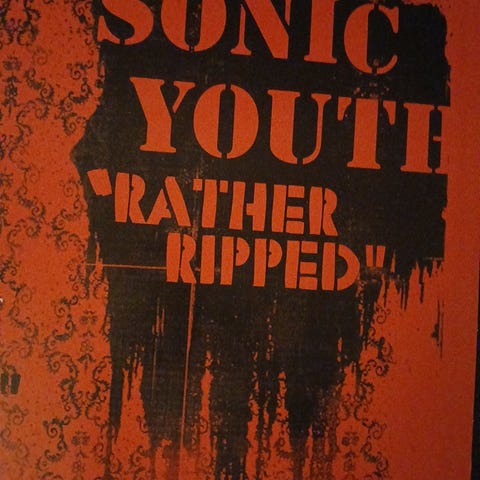 SONIC
YOUTH
"RATHER
RIPPED"